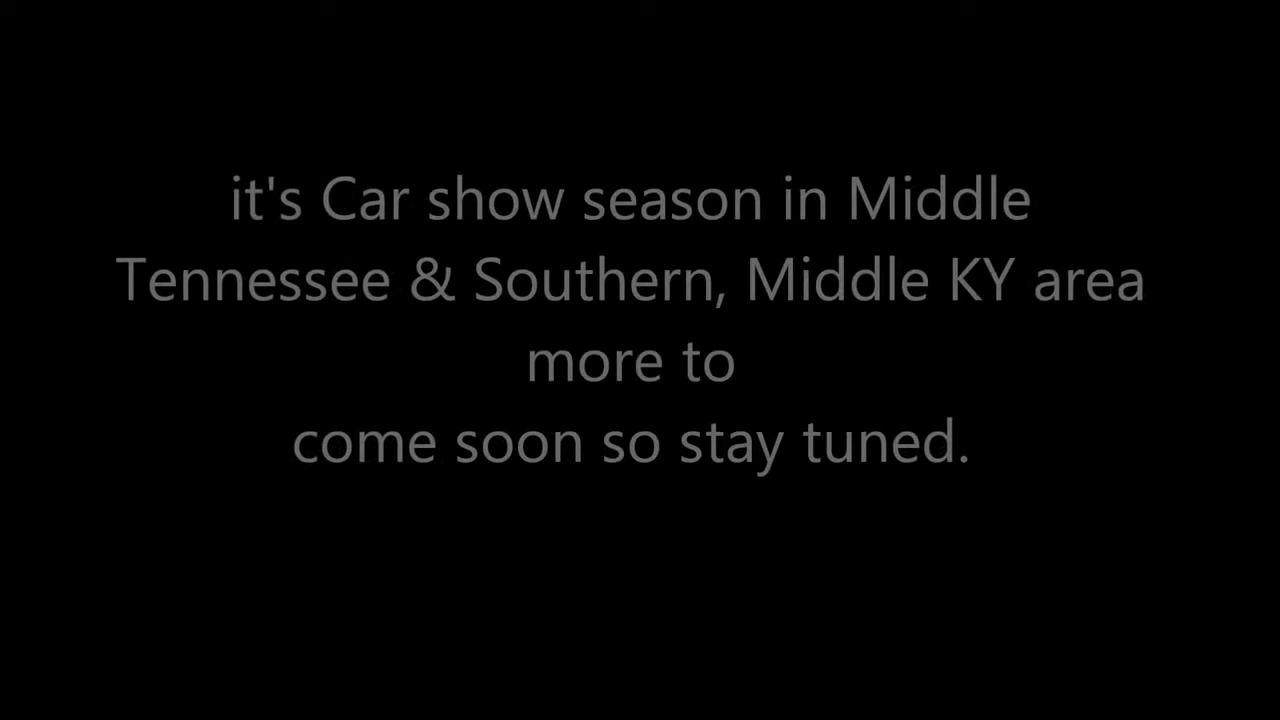 it's Car show season in Middle
Tennessee & Southern, Middle KY area
more to
come soon so stay tuned.